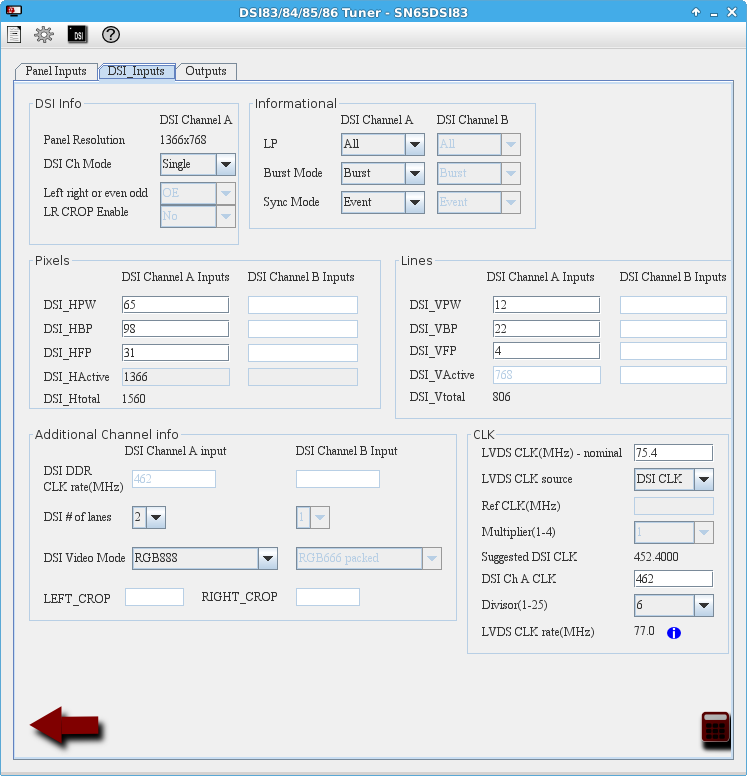 DSI83/84/85/86 Tuner - SN65DSI83
DSI
?
Panel Inputs DSI_Inputs Outputs
DSI Info
DSI Channel A
Panel Resolution 1366x768
DSI Ch Mode Single
Left right or even odd OE
LR CROP Enable No
Informational
DSI Channel A DSI Channel B
LP All All
Burst Mode Burst Burst
Sync Mode Event Event
Pixels
DSI Channel A Inputs DSI Channel B Inputs
DSI_HPW 65
DSI_HBP 98
DSI_HFP 31
DSI_HActive 1366
DSI_Htotal 1560
Lines
DSI Channel A Inputs DSI Channel B Inputs
DSI_VPW 12
DSI_VBP 22
DSI_VFP 4
DSI_VActive 768
DSI_Vtotal 806
Additional Channel info
DSI Channel A input DSI Channel B Input
DSI DDR
CLK rate(MHz) 462
DSI # of lanes 2 1
DSI Video Mode RGB888 RGB666 packed
LEFT_CROP RIGHT_CROP
CLK
LVDS CLK(MHz) - nominal 75.4
LVDS CLK source DSI CLK
Ref CLK(MHz)
Multiplier(1-4) 1
Suggested DSI CLK 452.4000
DSI Ch A CLK 462
Divisor(1-25) 6
LVDS CLK rate(MHz) 77.0 i